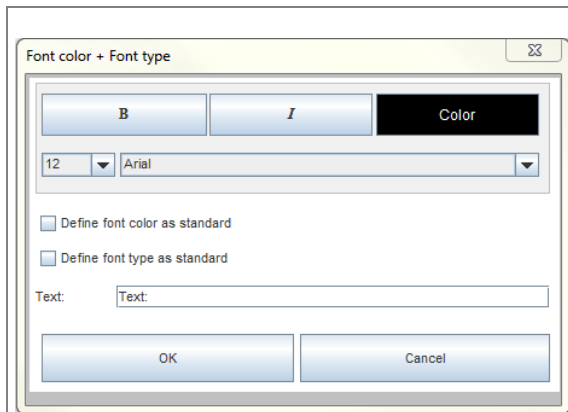 Font color + Font type
B I Color
12 Arial
Define font color as standard
Define font type as standard
Text: Text:
OK Cancel